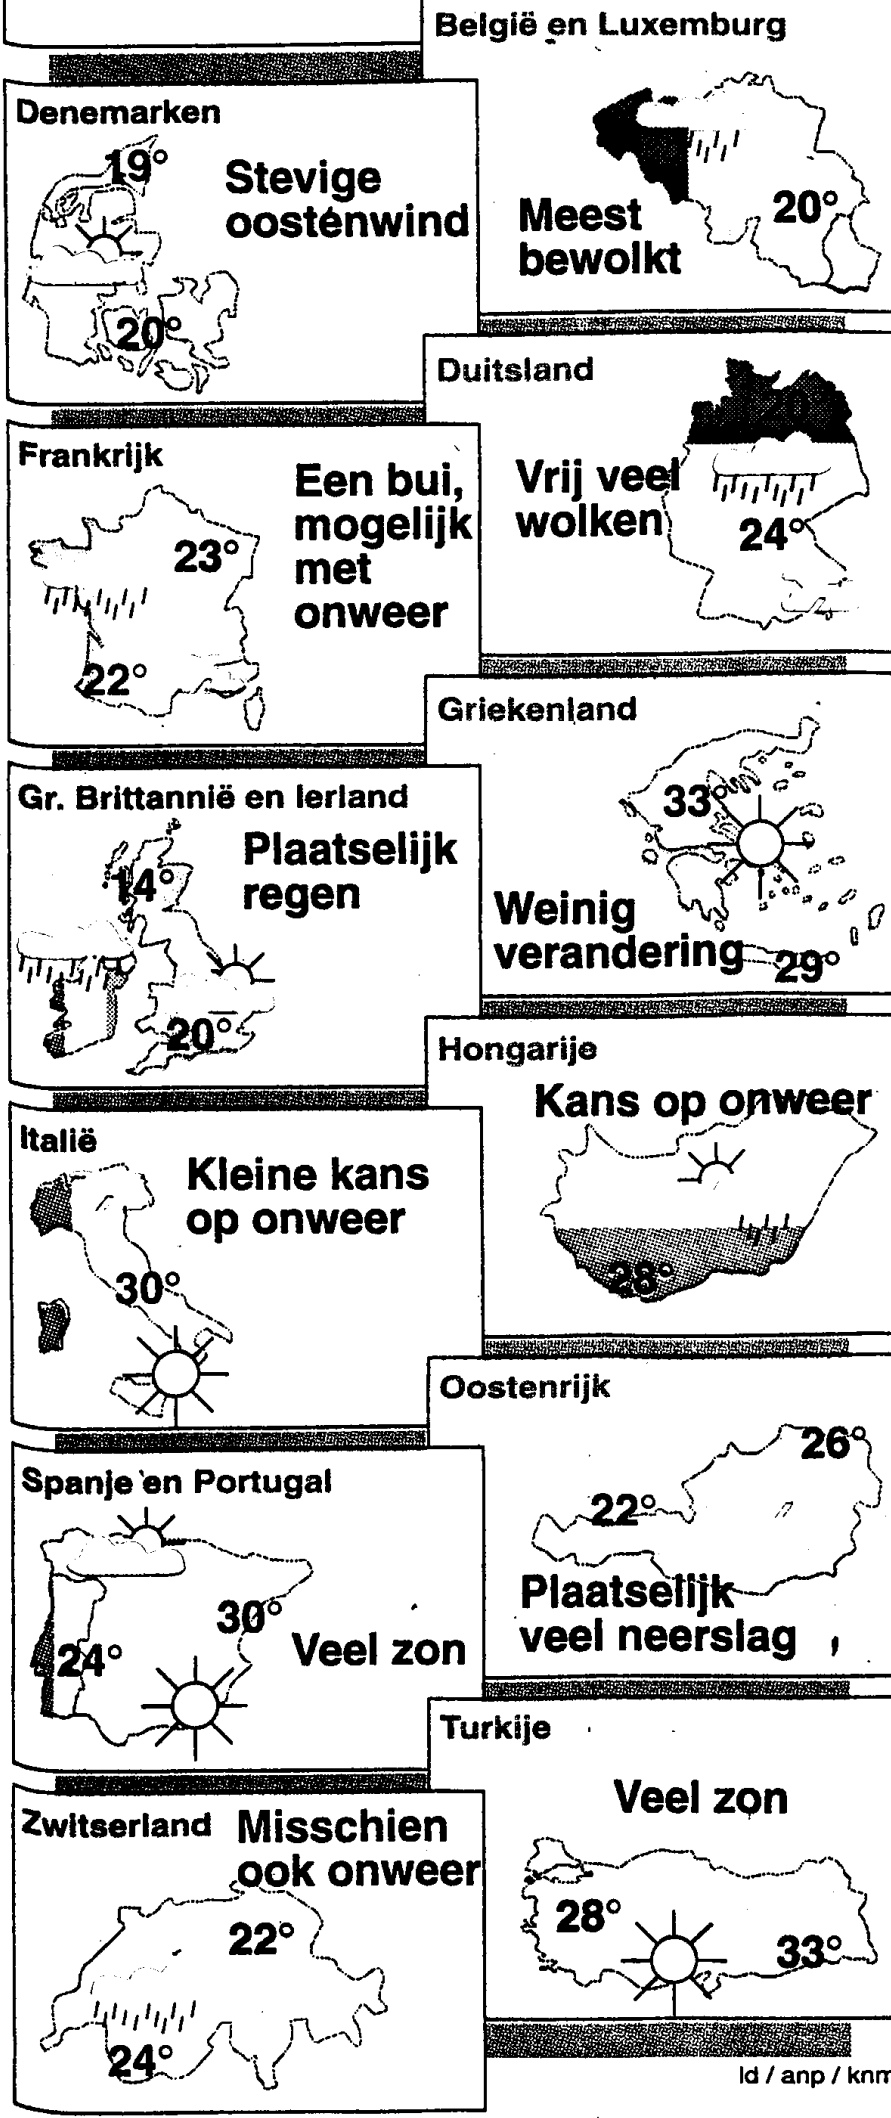 België en Luxemburg
Meest
bewolkt
20°
Denemarken
19°
Stevige
oostenwind
20°
Duitsland
20°
Vrij veel
wolken
24°
Frankrijk
Een bui,
mogelijk
met
onweer
23°
22°
Griekenland
33°
Weinig
verandering
29°
Gr. Brittannië en Ierland
Plaatselijk
regen
14°
20°
Hongarije
Kans op onweer
28°
Italië
Kleine kans
op onweer
30°
Oostenrijk
26°
22°
Plaatselijk
veel neerslag
Spanje en Portugal
30°
24°
Veel zon
Turkije
Veel zon
28°
33°
Zwitserland
Misschien
ook onweer
22°
24°
ld / anp / knm